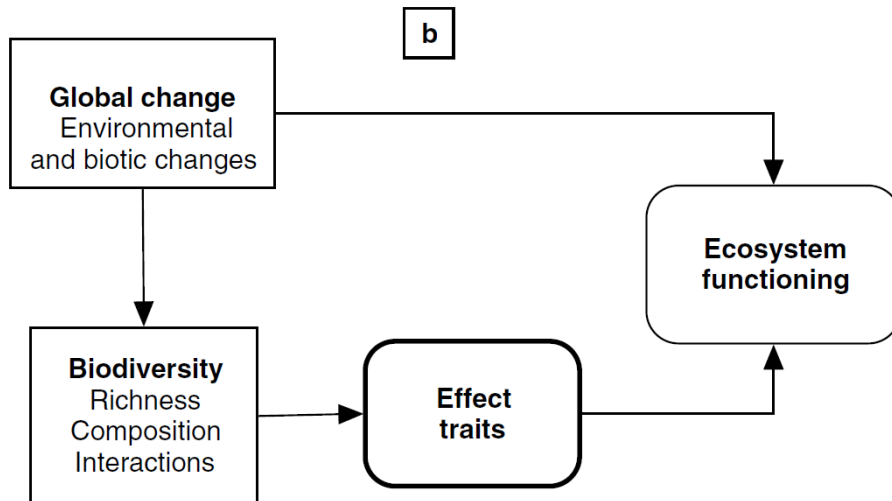 b
Global change
Environmental
and biotic changes
Ecosystem
functioning
Biodiversity
Richness
Composition
Interactions
Effect
traits